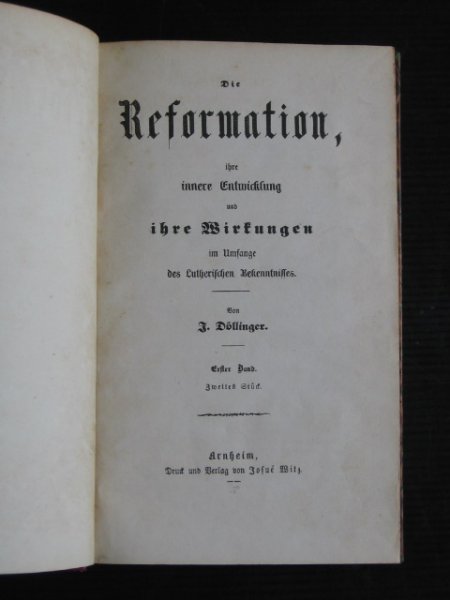 Die
Reformation,
ihre
innere Entwicklung
und
ihre Wirkungen
im Umfange
des Lutherischen Bekenntnisses.
Von
J. Döllinger.
Erster Band.
Zweites Stück.
Arnheim,
Druck und Verlag von Josué Witz.